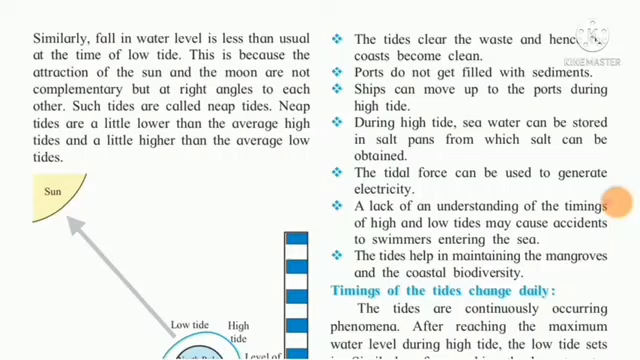 Similarly, fall in water level is less than usual
at the time of low tide. This is because the
attraction of the sun and the moon are not
complementary but at right angles to each
other. Such tides are called neap tides. Neap
tides are a little lower than the average high
tides and a little higher than the average low
tides.
Sun
Low tide
High
tide
Level of
❖ The tides clear the waste and hence
coasts become clean.
❖ Ports do not get filled with sediments.
❖ Ships can move up to the ports during
high tide.
❖ During high tide, sea water can be stored
in salt pans from which salt can be
obtained.
❖ The tidal force can be used to generate
electricity.
❖ A lack of an understanding of the timings
of high and low tides may cause accidents
to swimmers entering the sea.
❖ The tides help in maintaining the mangroves
and the coastal biodiversity.
Timings of the tides change daily:
The tides are continuously occurring
phenomena. After reaching the maximum
water level during high tide, the low tide sets
KINEMASTER